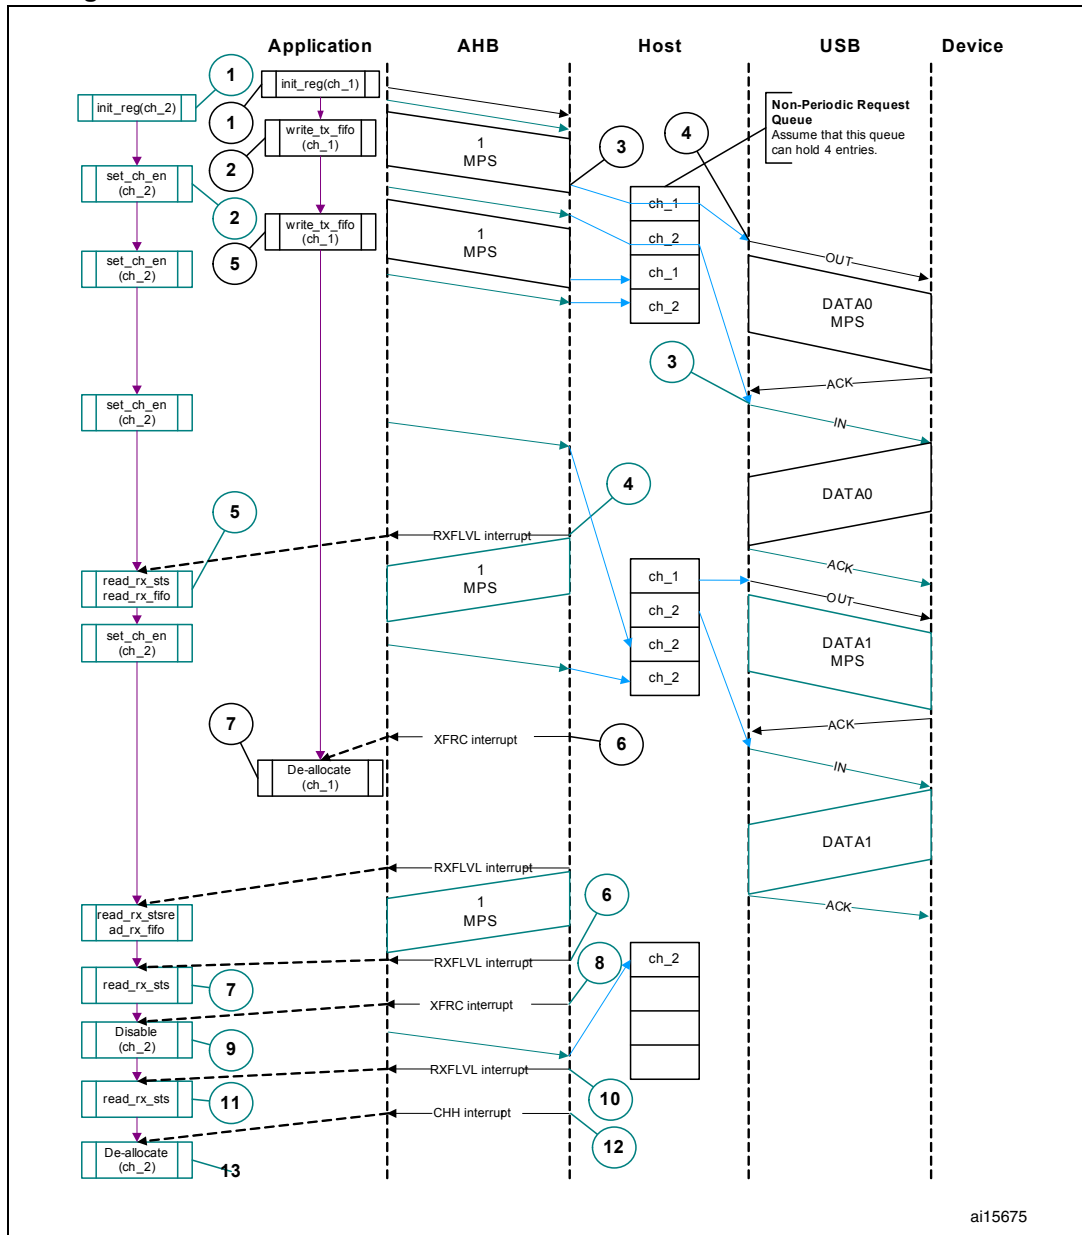 Application AHB Host USB Device
1
init_reg(ch_1)
init_reg(ch_2)
1
Non-Periodic Request
Queue
Assume that this queue
can hold 4 entries.
write_tx_fifo
(ch_1)
1
MPS
3
4
2
set_ch_en
(ch_2)
2
ch_1
write_tx_fifo
(ch_1)
1
MPS
ch_2
5
set_ch_en
(ch_2)
OUT
ch_1
ch_2
DATA0
MPS
3
ACK
set_ch_en
(ch_2)
IN
4
DATA0
5
RXFLVL interrupt
ACK
read_rx_sts
read_rx_fifo
1
MPS
ch_1
OUT
ch_2
set_ch_en
(ch_2)
ch_2
DATA1
MPS
ch_2
7
XFRC interrupt
6
ACK
De-allocate
(ch_1)
IN
DATA1
RXFLVL interrupt
6
read_rx_stsre
ad_rx_fifo
1
MPS
ACK
RXFLVL interrupt
8
ch_2
read_rx_sts
7
XFRC interrupt
Disable
(ch_2)
9
RXFLVL interrupt
read_rx_sts
11
10
CHH interrupt
12
De-allocate
(ch_2)
13
ai15675